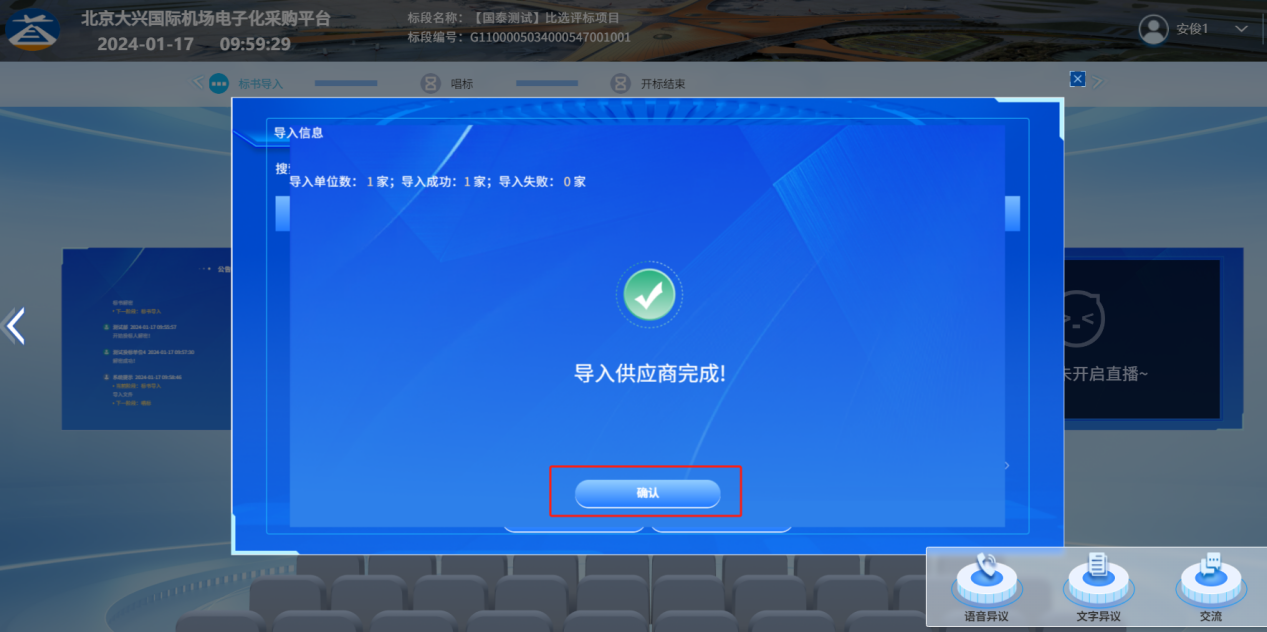 北京大兴国际机场电子化采购平台
2024-01-17 09:59:29
标段名称：【国泰测试】比选评标项目
标段编号：G1100005034000547001001
安俊1
标书导入
唱标
开标结束
导入信息
导入单位数： 1 家；导入成功：1 家；导入失败： 0 家
导入供应商完成!
确认
未开启直播~
语音异议
文字异议
交流